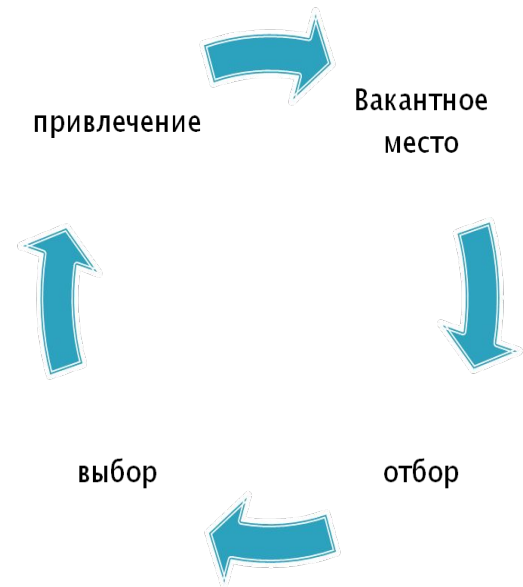 привлечение
Вакантное
место
выбор
отбор